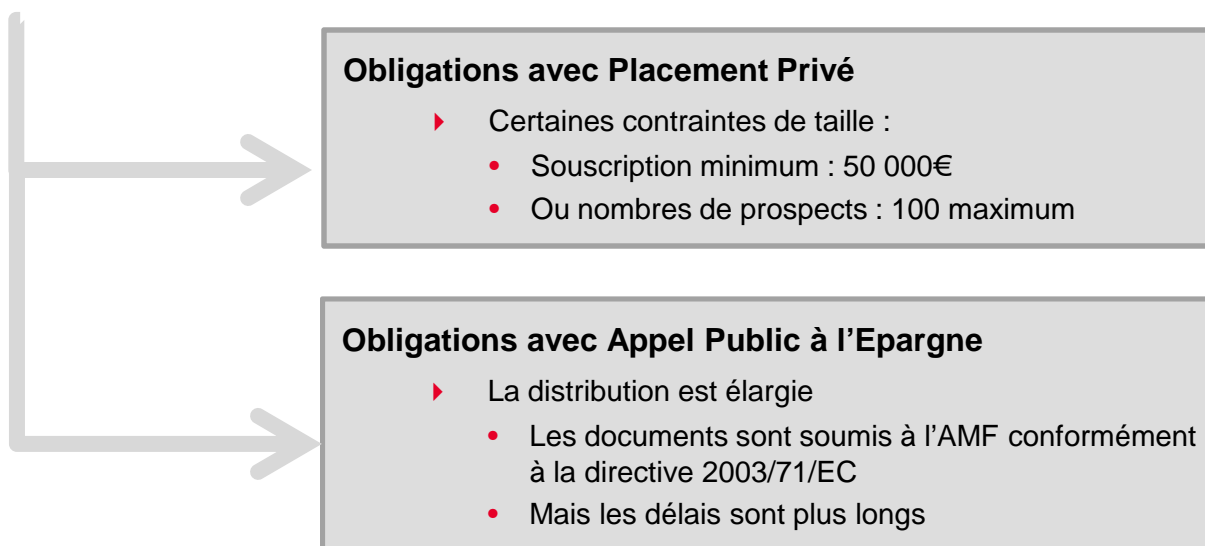 Obligations avec Placement Privé
Certaines contraintes de taille :
• Souscription minimum : 50 000€
• Ou nombres de prospects : 100 maximum
Obligations avec Appel Public à l’Epargne
La distribution est élargie
• Les documents sont soumis à l’AMF conformément
à la directive 2003/71/EC
• Mais les délais sont plus longs